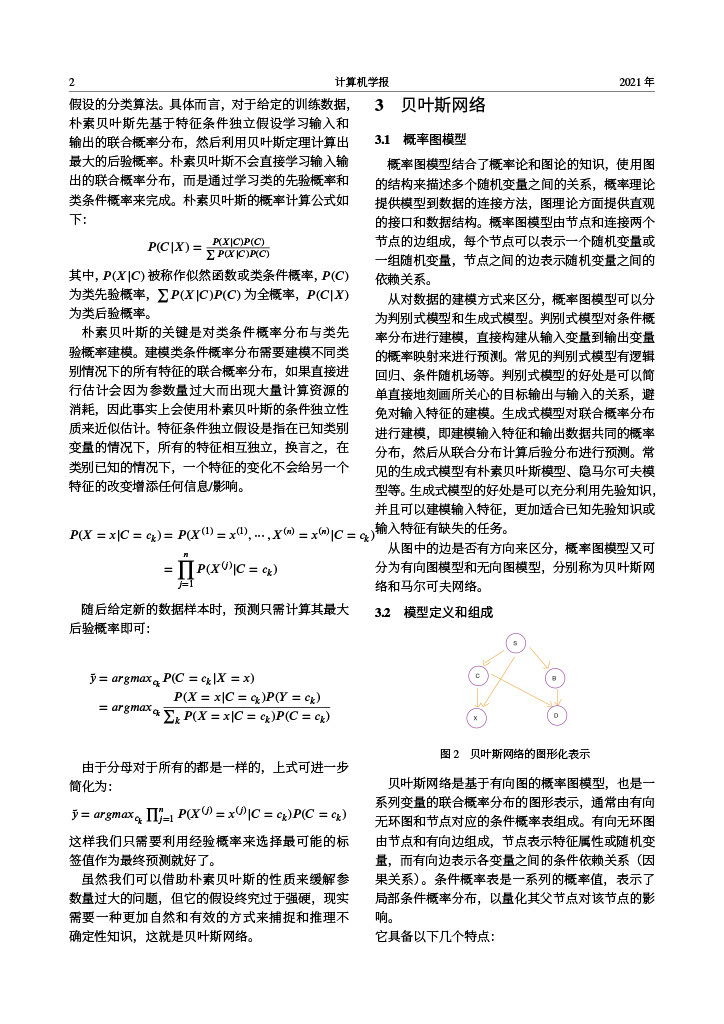 2
计算机学报
2021 年
假设的分类算法。具体而言，对于给定的训练数据，
朴素贝叶斯先基于特征条件独立假设学习输入和
输出的联合概率分布，然后利用贝叶斯定理计算出
最大的后验概率。朴素贝叶斯不会直接学习输入输
出的联合概率分布，而是通过学习类的先验概率和
类条件概率来完成。朴素贝叶斯的概率计算公式如
下：
P(C|X) = P(X|C)P(C) / ∑ P(X|C)P(C)
其中，P(X|C) 被称作似然函数或类条件概率，P(C)
为类先验概率，∑ P(X|C)P(C) 为全概率，P(C|X)
为类后验概率。
朴素贝叶斯的关键是对类条件概率分布与类先
验概率建模。建模类条件概率分布需要建模不同类
别情况下的所有特征的联合概率分布，如果直接进
行估计会因为参数量过大而出现大量计算资源的
消耗，因此事实上会使用朴素贝叶斯的条件独立性
质来近似估计。特征条件独立假设是指在已知类别
变量的情况下，所有的特征相互独立，换言之，在
类别已知的情况下，一个特征的变化不会给另一个
特征的改变增添任何信息/影响。
P(X = x|C = c_k) = P(X^(1) = x^(1), ⋯, X^(n) = x^(n)|C = c_k)
= ∏_{j=1}^{n} P(X^(j)|C = c_k)
随后给定新的数据样本时，预测只需计算其最大
后验概率即可：
ỹ = argmax_{c_k} P(C = c_k|X = x)
= argmax_{c_k} P(X = x|C = c_k)P(Y = c_k) / ∑_k P(X = x|C = c_k)P(C = c_k)
由于分母对于所有的都是一样的，上式可进一步
简化为：
ỹ = argmax_{c_k} ∏_{j=1}^{n} P(X^(j) = x^(j)|C = c_k)P(C = c_k)
这样我们只需要利用经验概率来选择最可能的标
签值作为最终预测就好了。
虽然我们可以借助朴素贝叶斯的性质来缓解参
数量过大的问题，但它的假设终究过于强硬，现实
需要一种更加自然和有效的方式来捕捉和推理不
确定性知识，这就是贝叶斯网络。
3 贝叶斯网络
3.1 概率图模型
概率图模型结合了概率论和图论的知识，使用图
的结构来描述多个随机变量之间的关系，概率理论
提供模型到数据的连接方法，图理论方面提供直观
的接口和数据结构。概率图模型由节点和连接两个
节点的边组成，每个节点可以表示一个随机变量或
一组随机变量，节点之间的边表示随机变量之间的
依赖关系。
从对数据的建模方式来区分，概率图模型可以分
为判别式模型和生成式模型。判别式模型对条件概
率分布进行建模，直接构建从输入变量到输出变量
的概率映射来进行预测。常见的判别式模型有逻辑
回归、条件随机场等。判别式模型的好处是可以简
单直接地刻画所关心的目标输出与输入的关系，避
免对输入特征的建模。生成式模型对联合概率分布
进行建模，即建模输入特征和输出数据共同的概率
分布，然后从联合分布计算后验分布进行预测。常
见的生成式模型有朴素贝叶斯模型、隐马尔可夫模
型等。生成式模型的好处是可以充分利用先验知识，
并且可以建模输入特征，更加适合已知先验知识或
输入特征有缺失的任务。
从图中的边是否有方向来区分，概率图模型又可
分为有向图模型和无向图模型，分别称为贝叶斯网
络和马尔可夫网络。
3.2 模型定义和组成
S
C
B
X
D
图 2 贝叶斯网络的图形化表示
贝叶斯网络是基于有向图的概率图模型，也是一
系列变量的联合概率分布的图形表示，通常由有向
无环图和节点对应的条件概率表组成。有向无环图
由节点和有向边组成，节点表示特征属性或随机变
量，而有向边表示各变量之间的条件依赖关系（因
果关系）。条件概率表是一系列的概率值，表示了
局部条件概率分布，以量化其父节点对该节点的影
响。
它具备以下几个特点：